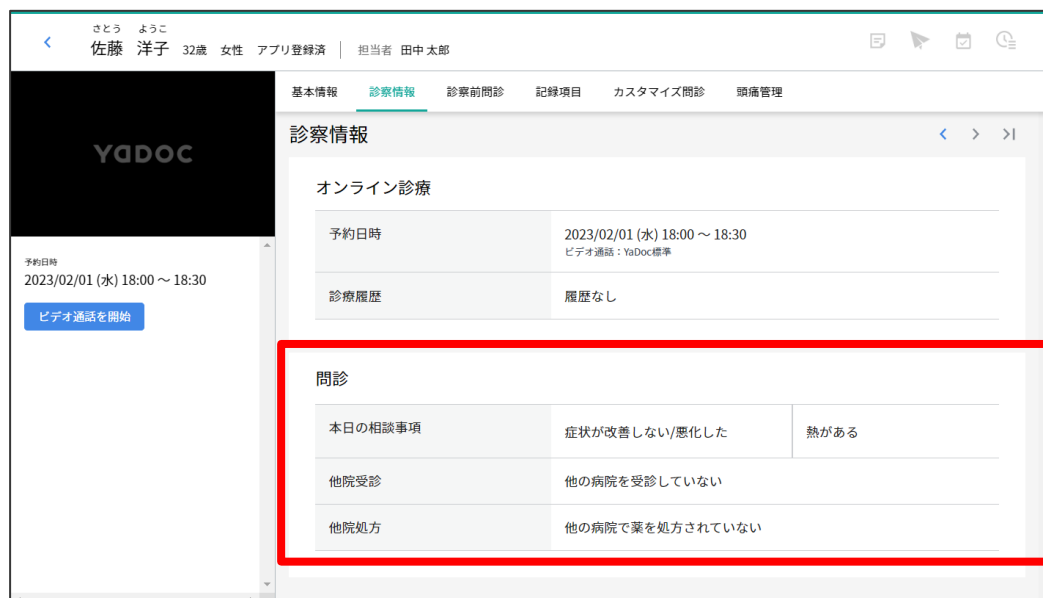 さとう ようこ
佐藤 洋子 32歳 女性 アプリ登録済 担当者 田中 太郎
YaDOC
予約日時
2023/02/01 (水) 18:00 ～ 18:30
ビデオ通話を開始
基本情報 診察情報 診察前問診 記録項目 カスタマイズ問診 頭痛管理
診察情報
オンライン診療
予約日時 2023/02/01 (水) 18:00 ～ 18:30
ビデオ通話：YaDoc標準
診療履歴 履歴なし
問診
本日の相談事項 症状が改善しない/悪化した 熱がある
他院受診 他の病院を受診していない
他院処方 他の病院で薬を処方されていない